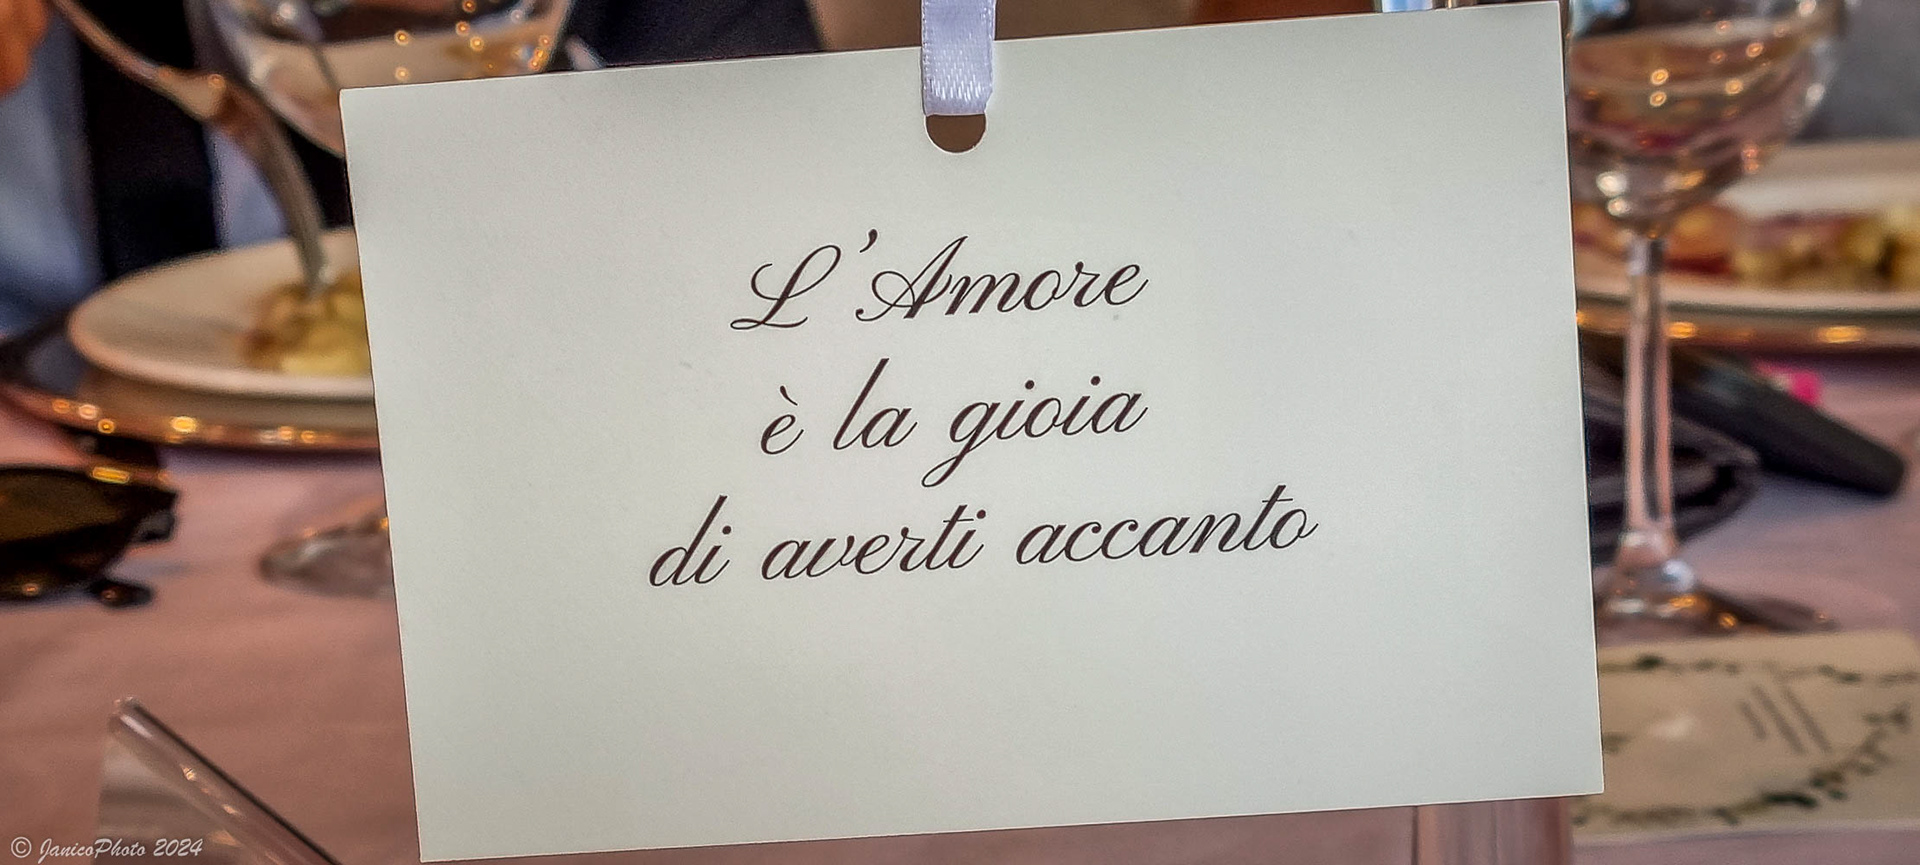 L'Amore
è la gioia
di averti accanto
© JanicoPhoto 2024